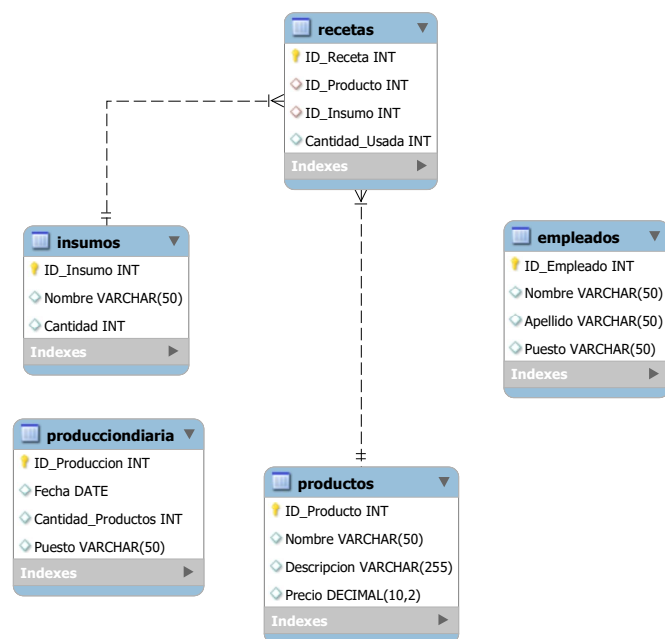 recetas
ID_Receta INT
ID_Producto INT
ID_Insumo INT
Cantidad_Usada INT
Indexes
insumos
ID_Insumo INT
Nombre VARCHAR(50)
Cantidad INT
Indexes
empleados
ID_Empleado INT
Nombre VARCHAR(50)
Apellido VARCHAR(50)
Puesto VARCHAR(50)
Indexes
producciondiaria
ID_Produccion INT
Fecha DATE
Cantidad_Productos INT
Puesto VARCHAR(50)
Indexes
productos
ID_Producto INT
Nombre VARCHAR(50)
Descripcion VARCHAR(255)
Precio DECIMAL(10,2)
Indexes